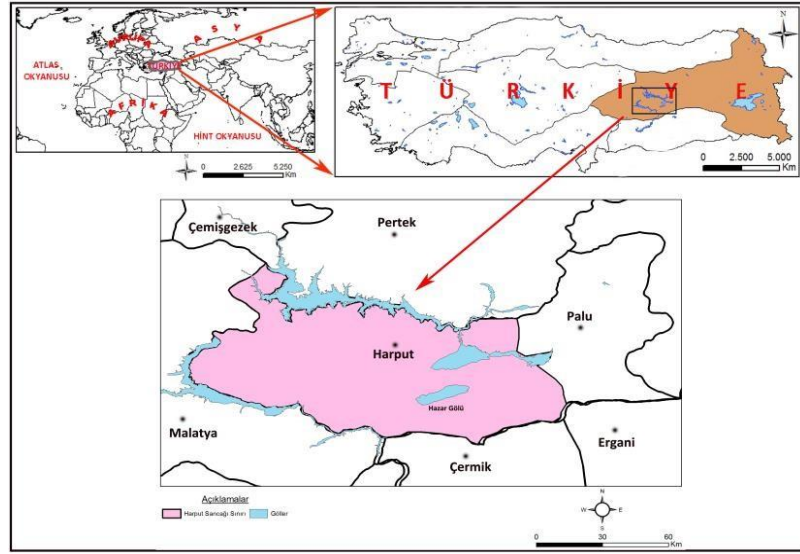 ASYA
AVRUPA
ATLAS OKYANUSU
TÜRKİYE
AFRİKA
HİNT OKYANUSU
0 2.625 5.250
Km
N
TÜRKİYE
0 2.500 5.000
Km
Çemişgezek
Pertek
Palu
Harput
Hazar Gölü
Malatya
Ergani
Çermik
Açıklamalar
Harput Sancağı Sınırı Göller
N
W E
S
0 30 60
Km